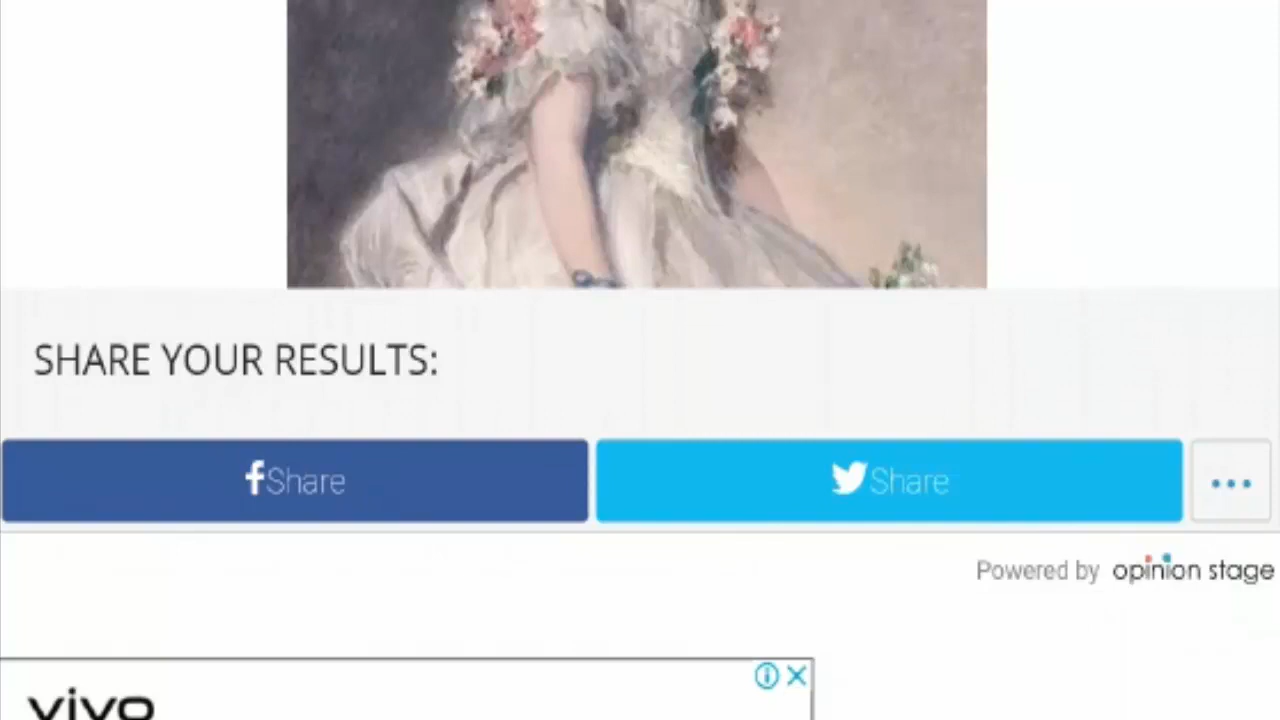 SHARE YOUR RESULTS:
Share
Share
Powered by opinion stage
vivo